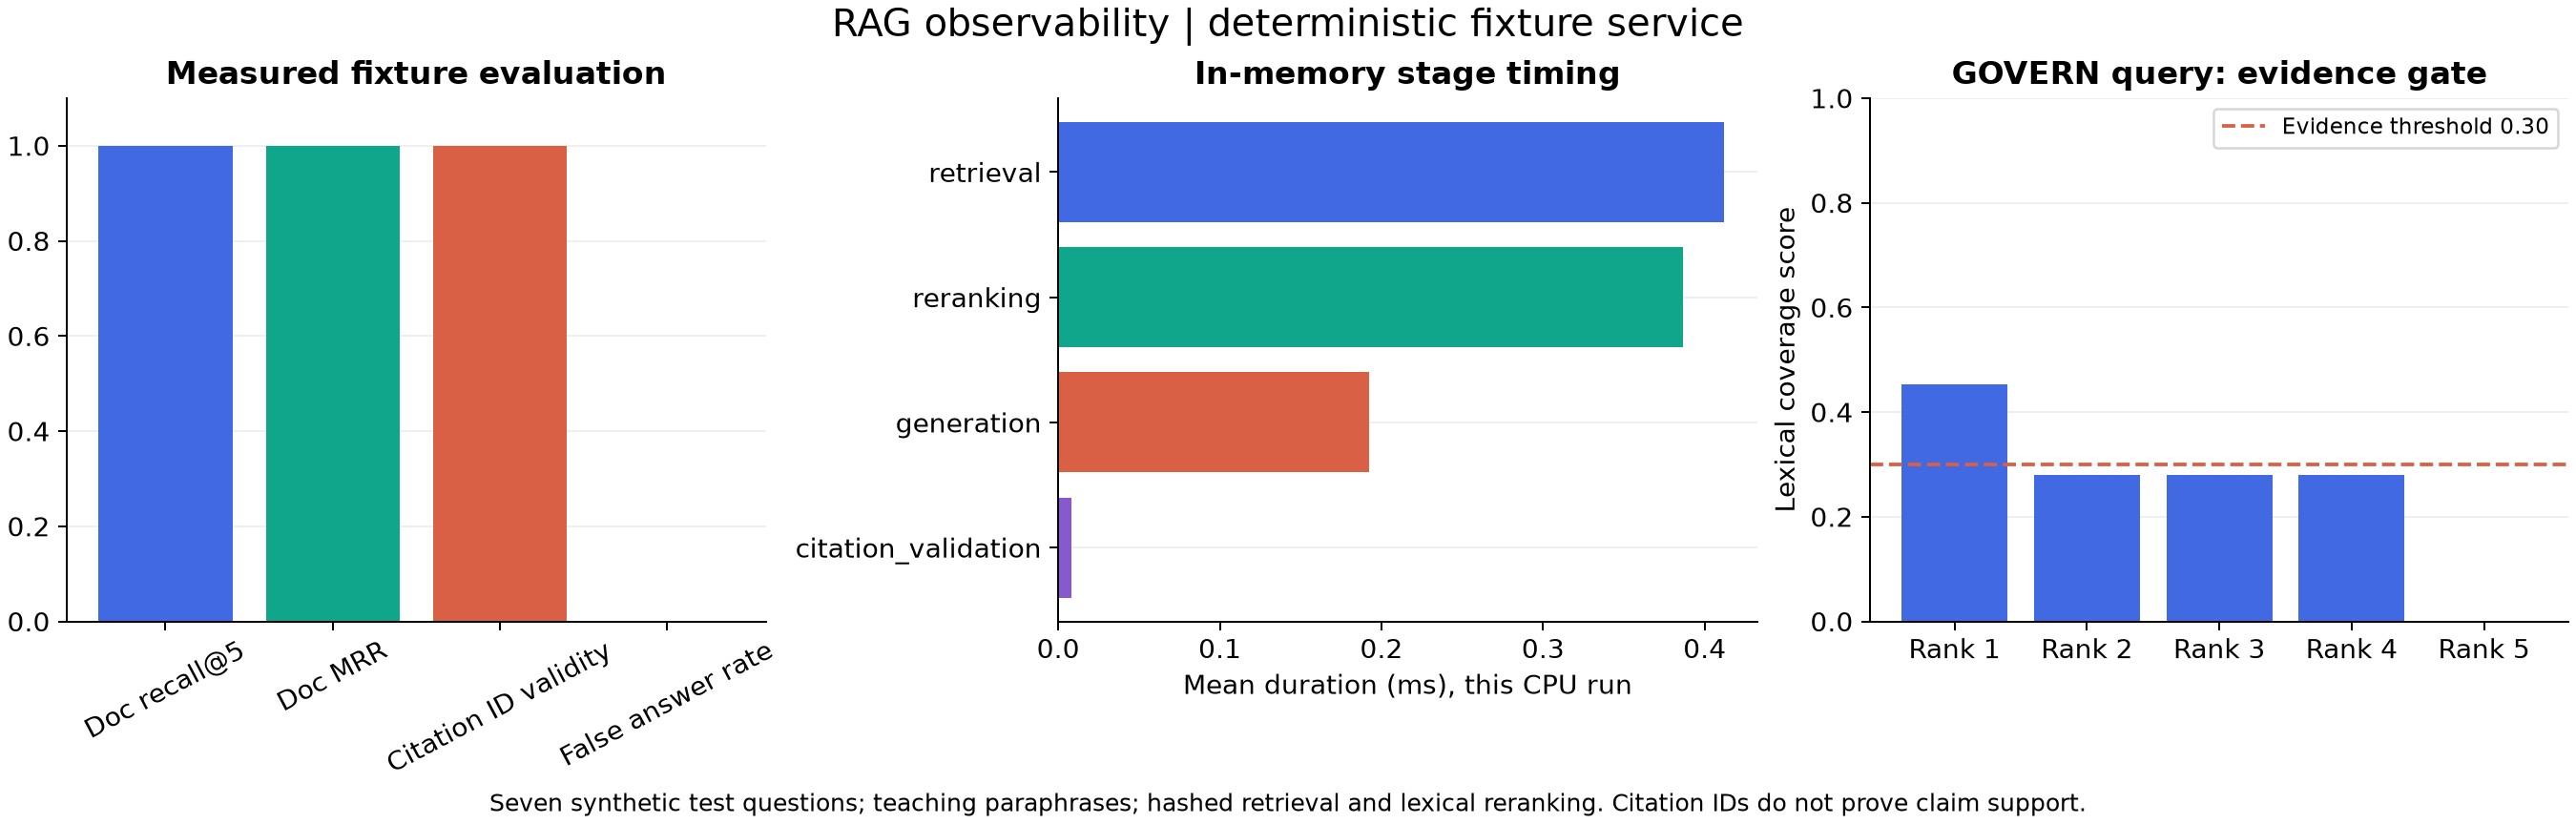 RAG observability | deterministic fixture service
Measured fixture evaluation
1.0
0.8
0.6
0.4
0.2
0.0
Doc recall@5
Doc MRR
Citation ID validity
False answer rate
In-memory stage timing
retrieval
reranking
generation
citation_validation
0.0 0.1 0.2 0.3 0.4
Mean duration (ms), this CPU run
GOVERN query: evidence gate
Evidence threshold 0.30
Lexical coverage score
1.0
0.8
0.6
0.4
0.2
0.0
Rank 1 Rank 2 Rank 3 Rank 4 Rank 5
Seven synthetic test questions; teaching paraphrases; hashed retrieval and lexical reranking. Citation IDs do not prove claim support.